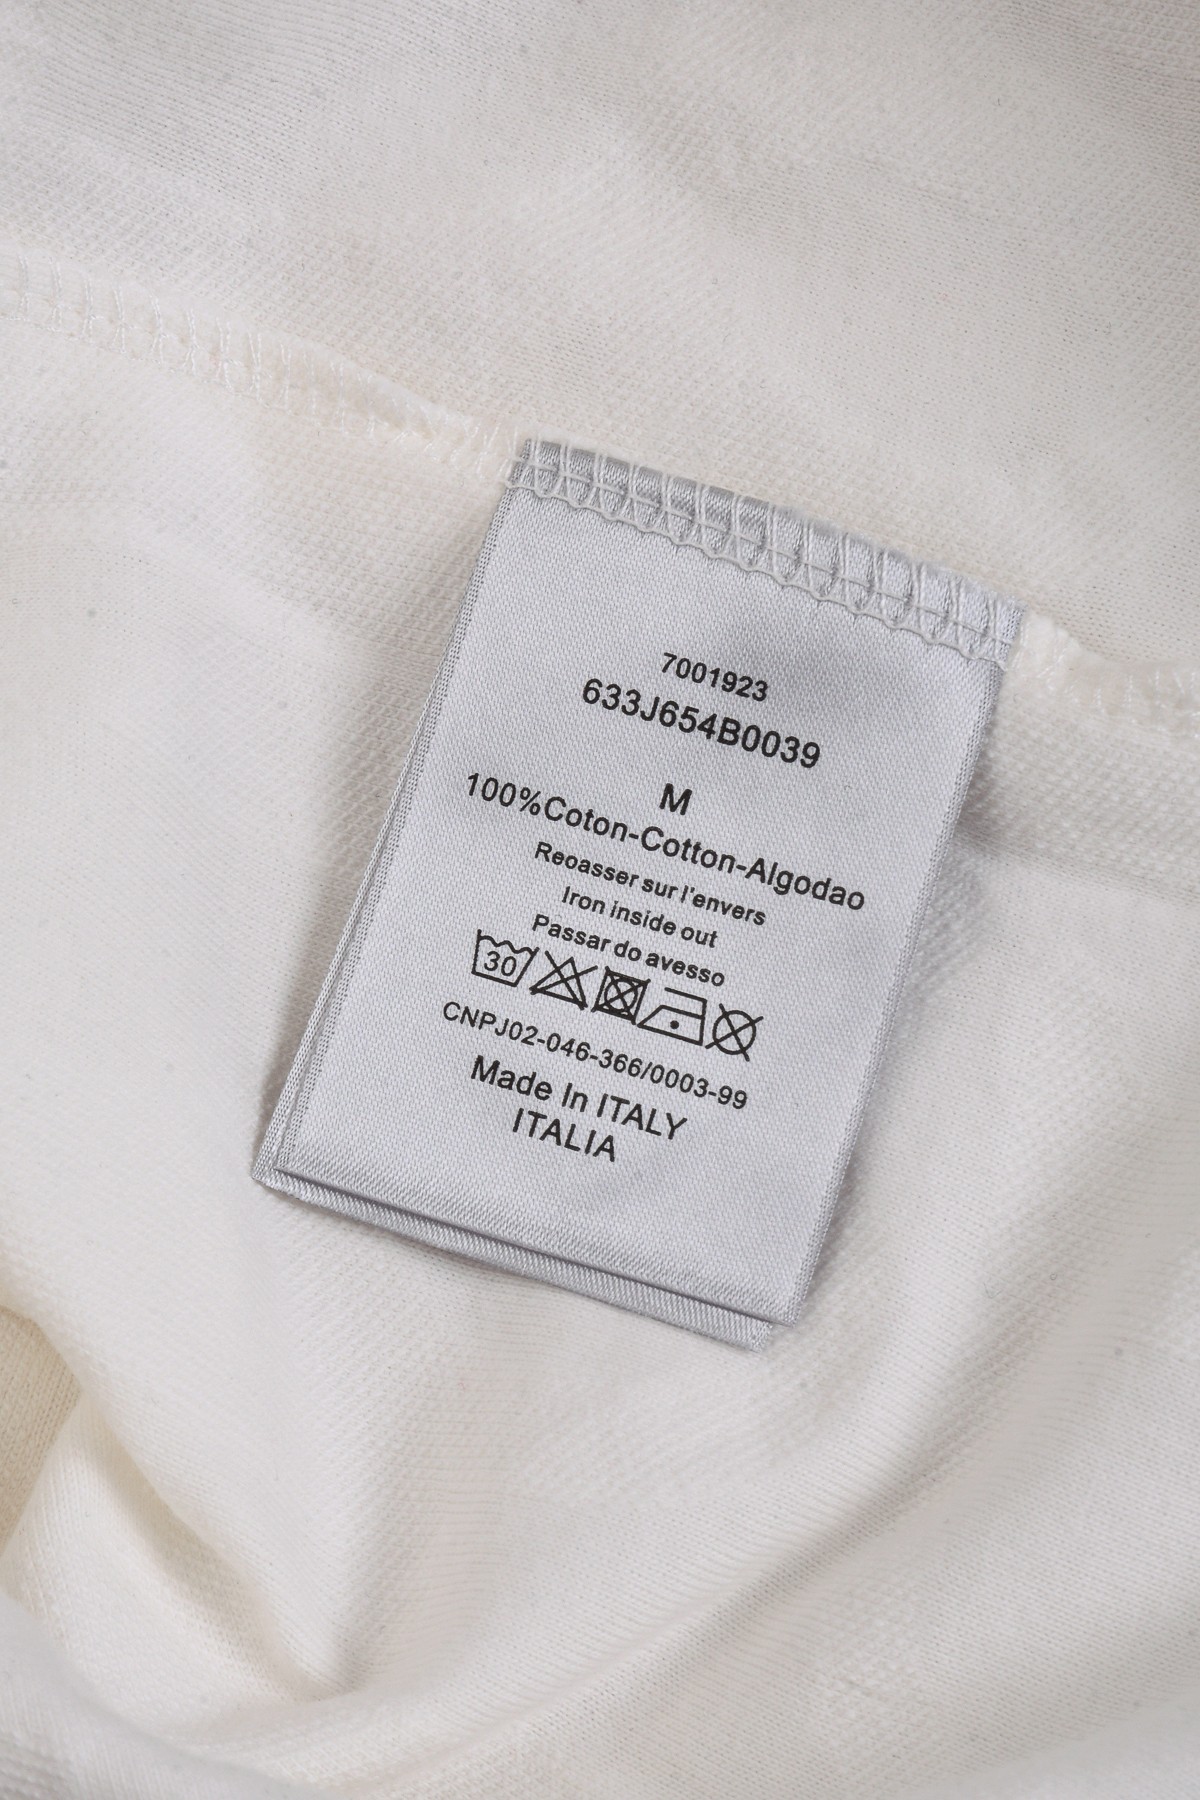 7001923
633J654B0039
M
100%Coton-Cotton-Algodao
Reoasser sur l'envers
Iron inside out
Passar do avesso
30
CNPJ02-046-366/0003-99
Made In ITALY
ITALIA